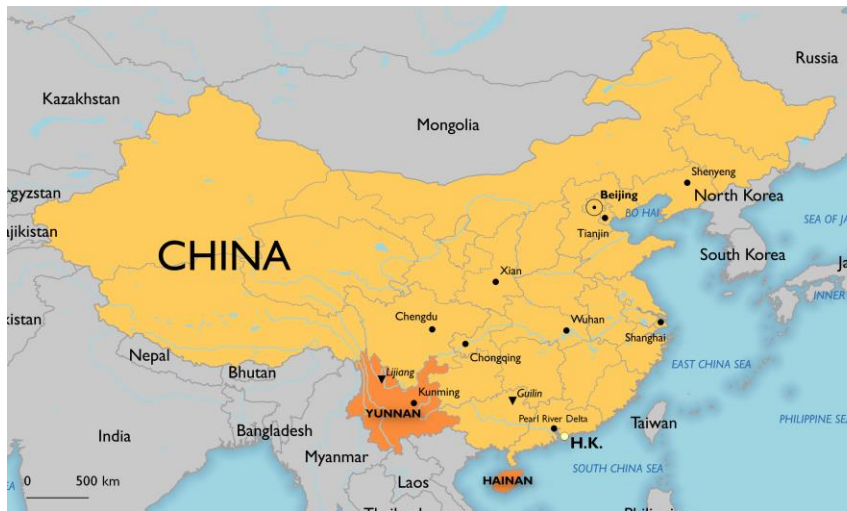 Russia
Kazakhstan
Mongolia
Shenyeng
rgyzstan
Beijing
North Korea
BO HAI
SEA OF JA
Tianjin
ajikistan
CHINA
South Korea
Ja
Xian
INNER
kistan
Chengdu
Wuhan
Shanghai
Nepal
Chongqing
EAST CHINA SEA
Bhutan
Lijiang
Guilin
Kunming
YUNNAN
Pearl River Delta
Taiwan
PHILIPPINE SEA
India
Bangladesh
H.K.
Myanmar
SOUTH CHINA SEA
0 500 km
Laos
HAINAN